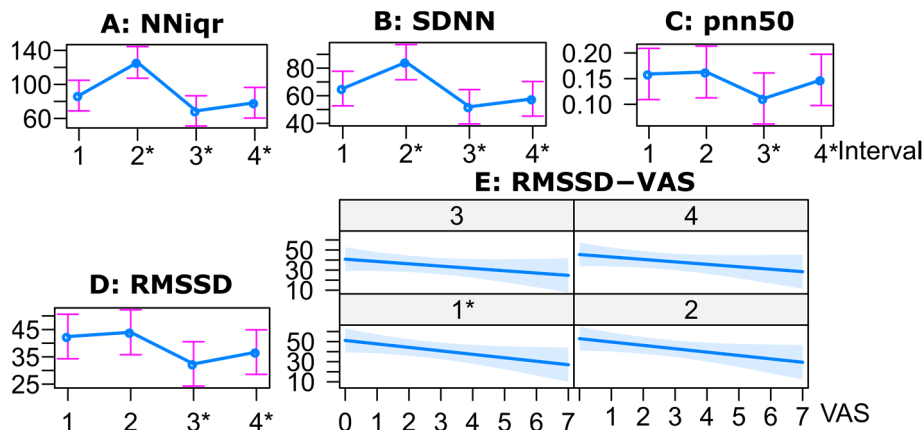 A: NNiqr
140
100
60
1 2* 3* 4*
B: SDNN
80
60
40
1 2* 3* 4*
C: pnn50
0.20
0.15
0.10
1 2 3* 4* Interval
D: RMSSD
45
35
25
1 2 3* 4*
E: RMSSD−VAS
3 4
50
30
10
1* 2
50
30
10
0 1 2 3 4 5 6 7 1 2 3 4 5 6 7 VAS